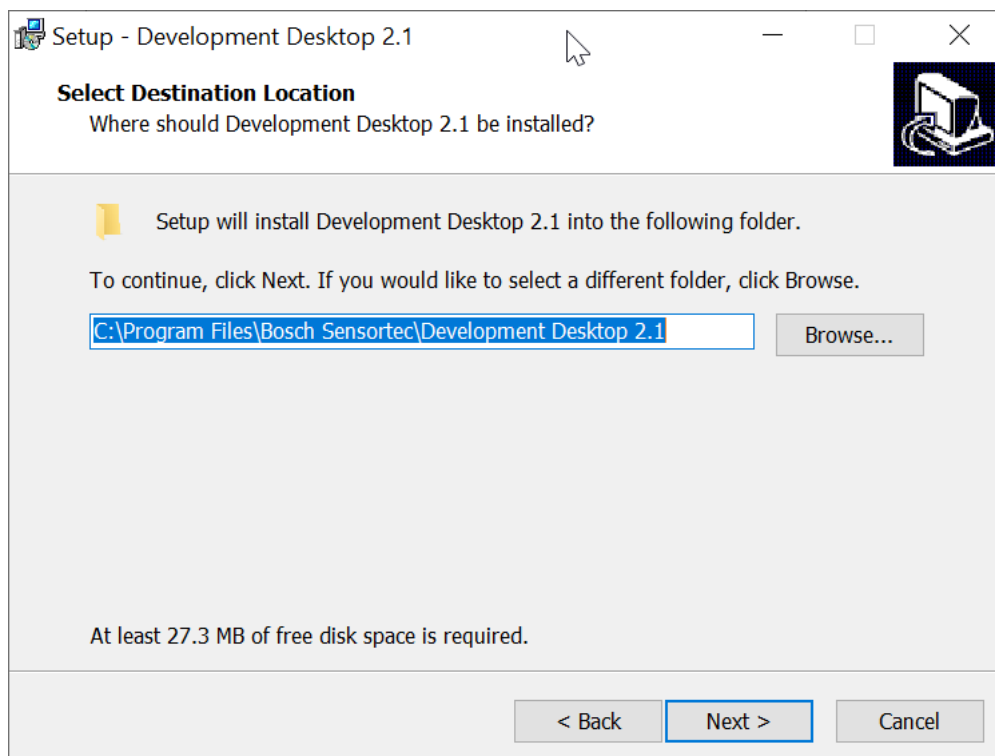 Setup - Development Desktop 2.1
Select Destination Location
Where should Development Desktop 2.1 be installed?
Setup will install Development Desktop 2.1 into the following folder.
To continue, click Next. If you would like to select a different folder, click Browse.
C:\Program Files\Bosch Sensortec\Development Desktop 2.1
Browse...
At least 27.3 MB of free disk space is required.
< Back
Next >
Cancel